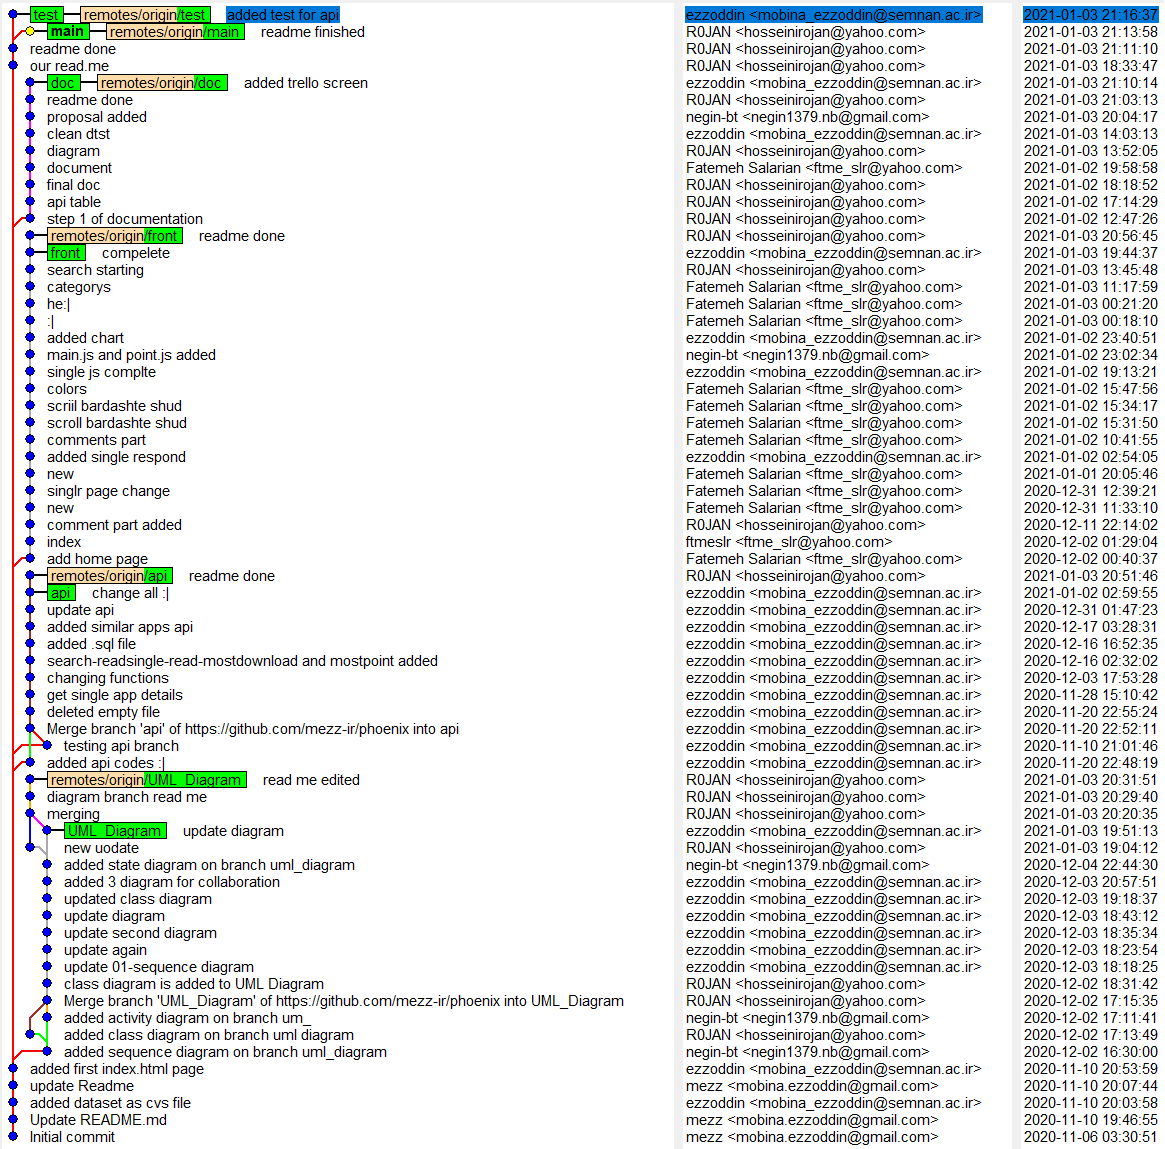 test remotes/origin/test added test for api ezzoddin <mobina_ezzoddin@semnan.ac.ir> 2021-01-03 21:16:37
main remotes/origin/main readme finished R0JAN <hosseinirojan@yahoo.com> 2021-01-03 21:13:58
readme done R0JAN <hosseinirojan@yahoo.com> 2021-01-03 21:11:10
our read.me R0JAN <hosseinirojan@yahoo.com> 2021-01-03 18:33:47
doc remotes/origin/doc added trello screen ezzoddin <mobina_ezzoddin@semnan.ac.ir> 2021-01-03 21:10:14
readme done R0JAN <hosseinirojan@yahoo.com> 2021-01-03 21:03:13
proposal added negin-bt <negin1379.nb@gmail.com> 2021-01-03 20:04:17
clean dtst ezzoddin <mobina_ezzoddin@semnan.ac.ir> 2021-01-03 14:03:13
diagram R0JAN <hosseinirojan@yahoo.com> 2021-01-03 13:52:05
document Fatemeh Salarian <ftme_slr@yahoo.com> 2021-01-02 19:58:58
final doc R0JAN <hosseinirojan@yahoo.com> 2021-01-02 18:18:52
api table R0JAN <hosseinirojan@yahoo.com> 2021-01-02 17:14:29
step 1 of documentation R0JAN <hosseinirojan@yahoo.com> 2021-01-02 12:47:26
remotes/origin/front readme done R0JAN <hosseinirojan@yahoo.com> 2021-01-03 20:56:45
front compelete ezzoddin <mobina_ezzoddin@semnan.ac.ir> 2021-01-03 19:44:37
search starting R0JAN <hosseinirojan@yahoo.com> 2021-01-03 13:45:48
categorys Fatemeh Salarian <ftme_slr@yahoo.com> 2021-01-03 11:17:59
he:| Fatemeh Salarian <ftme_slr@yahoo.com> 2021-01-03 00:21:20
:| Fatemeh Salarian <ftme_slr@yahoo.com> 2021-01-03 00:18:10
added chart ezzoddin <mobina_ezzoddin@semnan.ac.ir> 2021-01-02 23:40:51
main.js and point.js added negin-bt <negin1379.nb@gmail.com> 2021-01-02 23:02:34
single js complte ezzoddin <mobina_ezzoddin@semnan.ac.ir> 2021-01-02 19:13:21
colors Fatemeh Salarian <ftme_slr@yahoo.com> 2021-01-02 15:47:56
scriil bardashte shud Fatemeh Salarian <ftme_slr@yahoo.com> 2021-01-02 15:34:17
scroll bardashte shud Fatemeh Salarian <ftme_slr@yahoo.com> 2021-01-02 15:31:50
comments part Fatemeh Salarian <ftme_slr@yahoo.com> 2021-01-02 10:41:55
added single respond ezzoddin <mobina_ezzoddin@semnan.ac.ir> 2021-01-02 02:54:05
new Fatemeh Salarian <ftme_slr@yahoo.com> 2021-01-01 20:05:46
singlr page change Fatemeh Salarian <ftme_slr@yahoo.com> 2020-12-31 12:39:21
new Fatemeh Salarian <ftme_slr@yahoo.com> 2020-12-31 11:33:10
comment part added R0JAN <hosseinirojan@yahoo.com> 2020-12-11 22:14:02
index ftmeslr <ftme_slr@yahoo.com> 2020-12-02 01:29:04
add home page Fatemeh Salarian <ftme_slr@yahoo.com> 2020-12-02 00:40:37
remotes/origin/api readme done R0JAN <hosseinirojan@yahoo.com> 2021-01-03 20:51:46
api change all :| ezzoddin <mobina_ezzoddin@semnan.ac.ir> 2021-01-02 02:59:55
update api ezzoddin <mobina_ezzoddin@semnan.ac.ir> 2020-12-31 01:47:23
added similar apps api ezzoddin <mobina_ezzoddin@semnan.ac.ir> 2020-12-17 03:28:31
added .sql file ezzoddin <mobina_ezzoddin@semnan.ac.ir> 2020-12-16 16:52:35
search-readsingle-read-mostdownload and mostpoint added ezzoddin <mobina_ezzoddin@semnan.ac.ir> 2020-12-16 02:32:02
changing functions ezzoddin <mobina_ezzoddin@semnan.ac.ir> 2020-12-03 17:53:28
get single app details ezzoddin <mobina_ezzoddin@semnan.ac.ir> 2020-11-28 15:10:42
deleted empty file ezzoddin <mobina_ezzoddin@semnan.ac.ir> 2020-11-20 22:55:24
Merge branch 'api' of https://github.com/mezz-ir/phoenix into api ezzoddin <mobina_ezzoddin@semnan.ac.ir> 2020-11-20 22:52:11
testing api branch ezzoddin <mobina_ezzoddin@semnan.ac.ir> 2020-11-10 21:01:46
added api codes :| ezzoddin <mobina_ezzoddin@semnan.ac.ir> 2020-11-20 22:48:19
remotes/origin/UML_Diagram read me edited R0JAN <hosseinirojan@yahoo.com> 2021-01-03 20:31:51
diagram branch read me R0JAN <hosseinirojan@yahoo.com> 2021-01-03 20:29:40
merging R0JAN <hosseinirojan@yahoo.com> 2021-01-03 20:20:35
UML_Diagram update diagram ezzoddin <mobina_ezzoddin@semnan.ac.ir> 2021-01-03 19:51:13
new uodate R0JAN <hosseinirojan@yahoo.com> 2021-01-03 19:04:12
added state diagram on branch uml_diagram negin-bt <negin1379.nb@gmail.com> 2020-12-04 22:44:30
added 3 diagram for collaboration ezzoddin <mobina_ezzoddin@semnan.ac.ir> 2020-12-03 20:57:51
updated class diagram ezzoddin <mobina_ezzoddin@semnan.ac.ir> 2020-12-03 19:18:37
update diagram ezzoddin <mobina_ezzoddin@semnan.ac.ir> 2020-12-03 18:43:12
update second diagram ezzoddin <mobina_ezzoddin@semnan.ac.ir> 2020-12-03 18:35:34
update again ezzoddin <mobina_ezzoddin@semnan.ac.ir> 2020-12-03 18:23:54
update 01-sequence diagram ezzoddin <mobina_ezzoddin@semnan.ac.ir> 2020-12-03 18:18:25
class diagram is added to UML Diagram R0JAN <hosseinirojan@yahoo.com> 2020-12-02 18:31:42
Merge branch 'UML_Diagram' of https://github.com/mezz-ir/phoenix into UML_Diagram R0JAN <hosseinirojan@yahoo.com> 2020-12-02 17:15:35
added activity diagram on branch um_ negin-bt <negin1379.nb@gmail.com> 2020-12-02 17:11:41
added class diagram on branch uml diagram R0JAN <hosseinirojan@yahoo.com> 2020-12-02 17:13:49
added sequence diagram on branch uml_diagram negin-bt <negin1379.nb@gmail.com> 2020-12-02 16:30:00
added first index.html page ezzoddin <mobina_ezzoddin@semnan.ac.ir> 2020-11-10 20:53:59
update Readme mezz <mobina.ezzoddin@gmail.com> 2020-11-10 20:07:44
added dataset as cvs file ezzoddin <mobina_ezzoddin@semnan.ac.ir> 2020-11-10 20:03:58
Update README.md mezz <mobina.ezzoddin@gmail.com> 2020-11-10 19:46:55
Initial commit mezz <mobina.ezzoddin@gmail.com> 2020-11-06 03:30:51